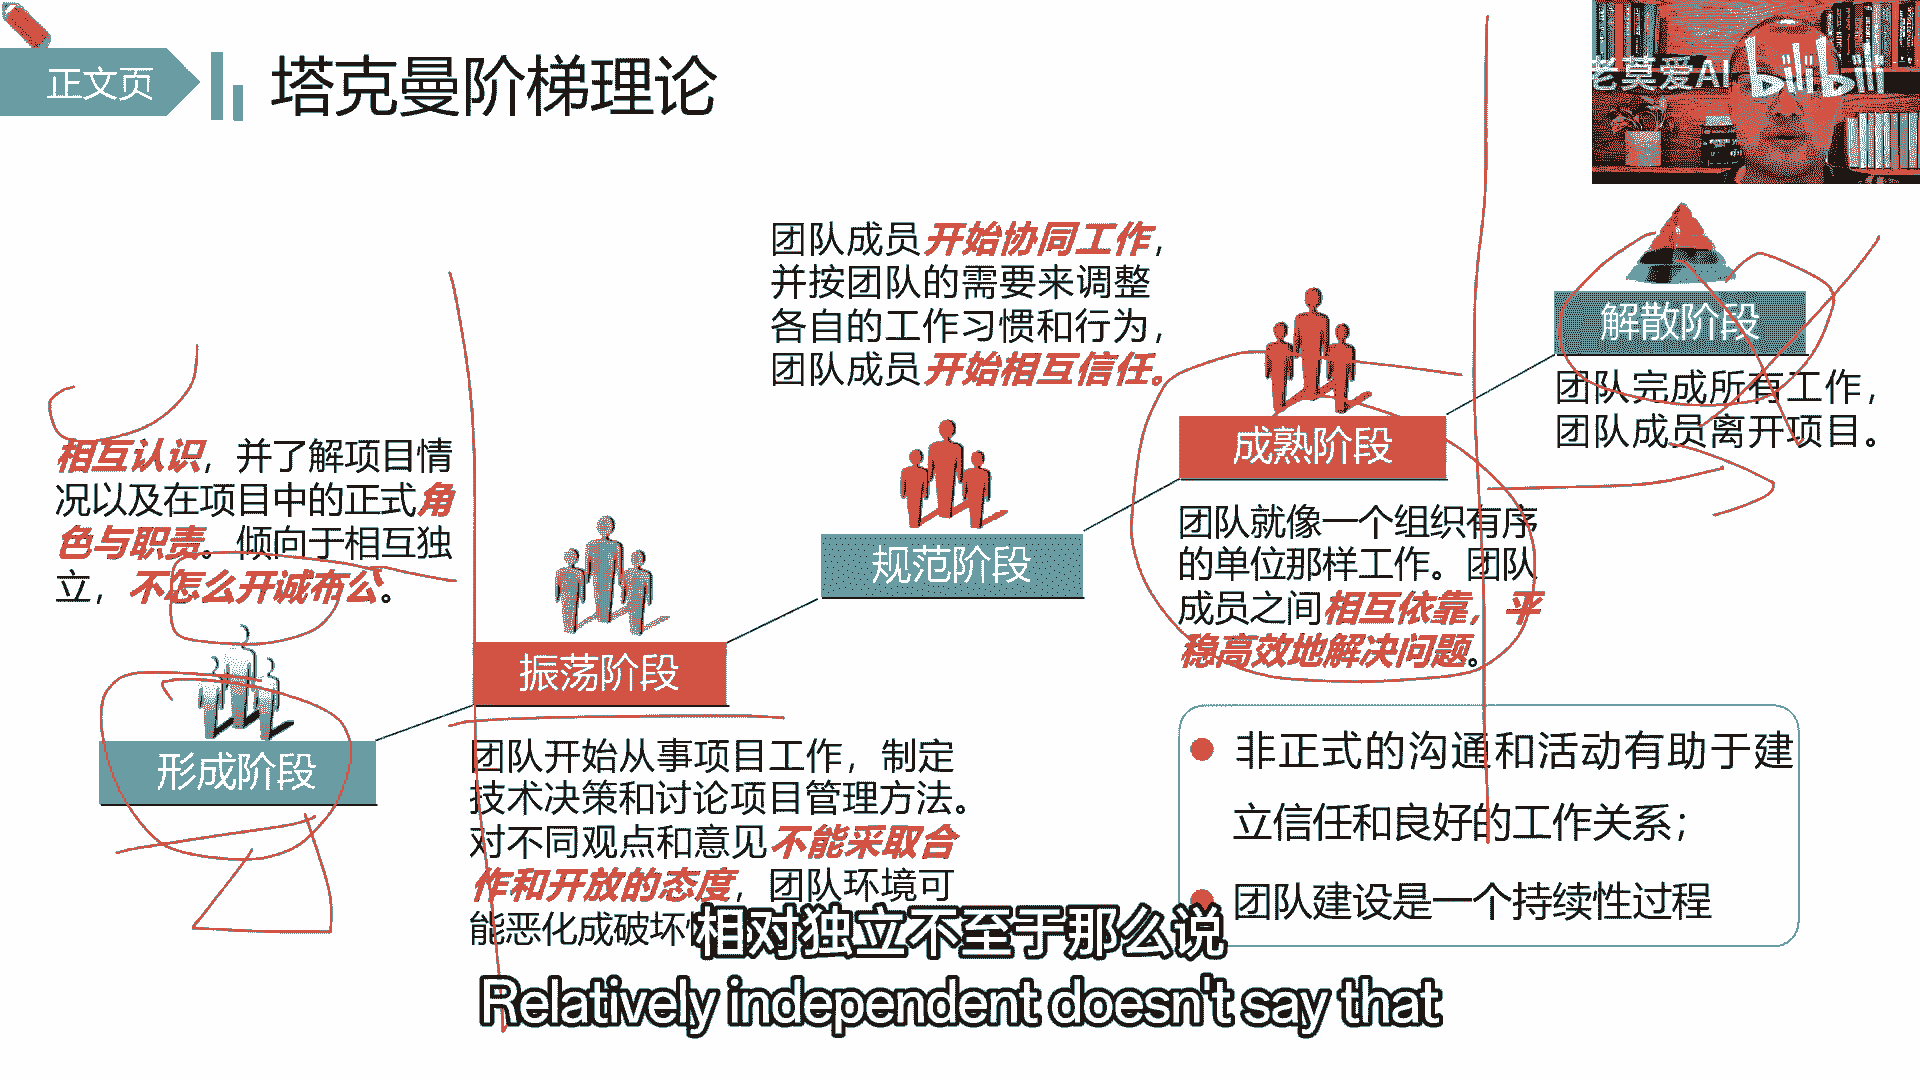 正文页
塔克曼阶梯理论
老莫爱AI
bilibili
相互认识，并了解项目情
况以及在项目中的正式角
色与职责。倾向于相互独
立，不怎么开诚布公。
形成阶段
振荡阶段
团队开始从事项目工作，制定
技术决策和讨论项目管理方法。
对不同观点和意见不能采取合
作和开放的态度，团队环境可
能恶化成破坏
团队成员开始协同工作，
并按团队的需要来调整
各自的工作习惯和行为，
团队成员开始相互信任。
规范阶段
成熟阶段
团队就像一个组织有序
的单位那样工作。团队
成员之间相互依靠，平
稳高效地解决问题。
解散阶段
团队完成所有工作，
团队成员离开项目。
非正式的沟通和活动有助于建
立信任和良好的工作关系；
团队建设是一个持续性过程
相对独立不至于那么说
Relatively independent doesn't say that